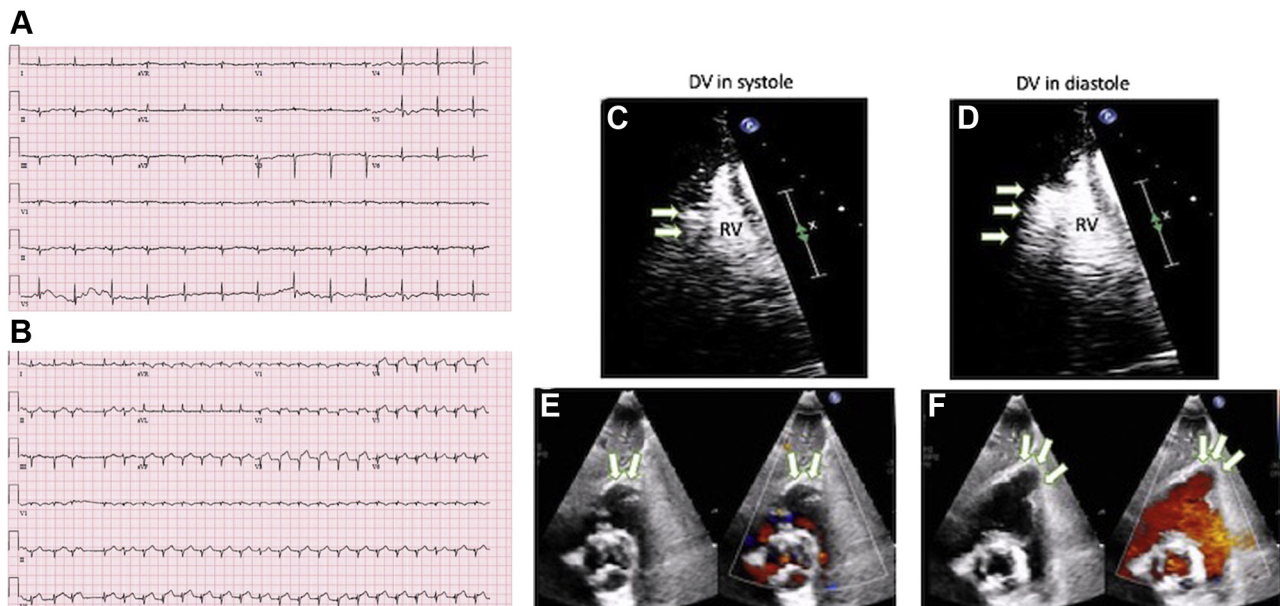 A
I
aVR
V1
V4
II
aVL
V2
V5
III
aVF
V3
V6
V1
II
V5
B
I
aVR
V1
V4
II
aVL
V2
V5
III
aVF
V3
V6
V1
II
DV in systole
C
RV
DV in diastole
D
RV
E
F